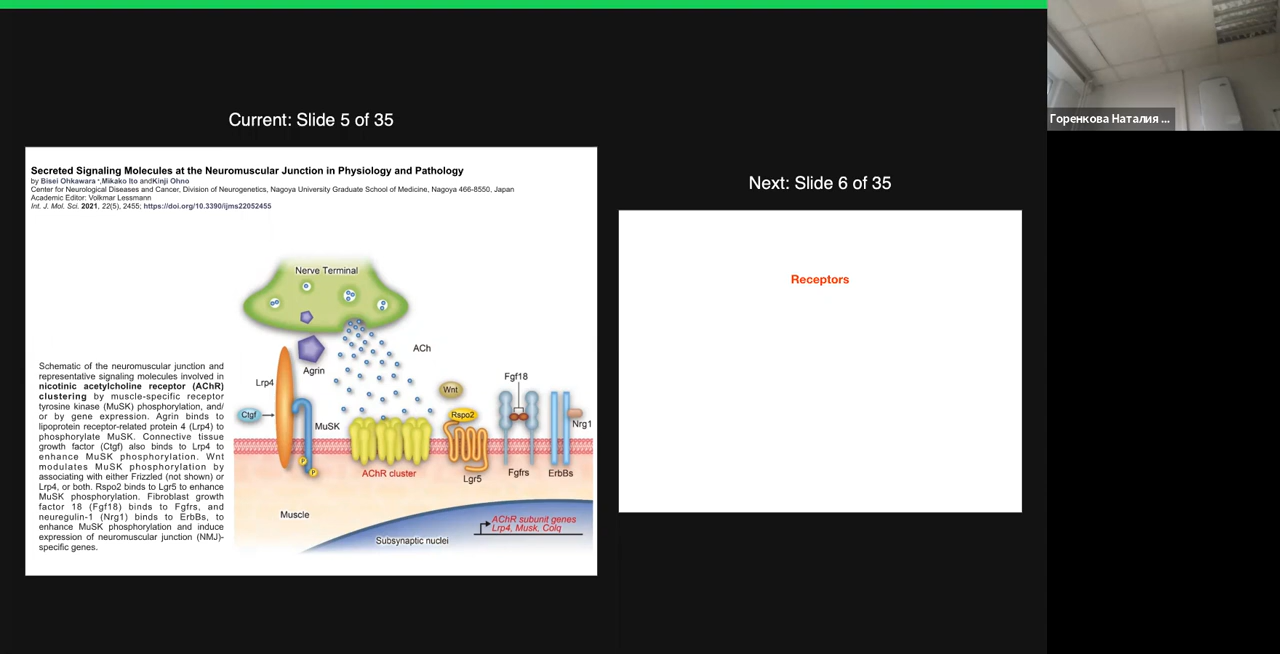 Current: Slide 5 of 35
Secreted Signaling Molecules at the Neuromuscular Junction in Physiology and Pathology
by Bisei Ohkawara *,Mikako Ito andKinji Ohno
Center for Neurological Diseases and Cancer, Division of Neurogenetics, Nagoya University Graduate School of Medicine, Nagoya 466-8550, Japan
Academic Editor: Volkmar Lessmann
Int. J. Mol. Sci. 2021, 22(5), 2455; https://doi.org/10.3390/ijms22052455
Schematic of the neuromuscular junction and
representative signaling molecules involved in
nicotinic acetylcholine receptor (AChR)
clustering by muscle-specific receptor
tyrosine kinase (MuSK) phosphorylation, and/
or by gene expression. Agrin binds to
lipoprotein receptor-related protein 4 (Lrp4) to
phosphorylate MuSK. Connective tissue
growth factor (Ctgf) also binds to Lrp4 to
enhance MuSK phosphorylation. Wnt
modulates MuSK phosphorylation by
associating with either Frizzled (not shown) or
Lrp4, or both. Rspo2 binds to Lgr5 to enhance
MuSK phosphorylation. Fibroblast growth
factor 18 (Fgf18) binds to Fgfrs, and
neuregulin-1 (Nrg1) binds to ErbBs, to
enhance MuSK phosphorylation and induce
expression of neuromuscular junction (NMJ)-
specific genes.
Nerve Terminal
ACh
Agrin
Lrp4
Fgf18
Wnt
Ctgf
Rspo2
MuSK
Nrg1
P
P
AChR cluster
Lgr5
Fgfrs
ErbBs
Muscle
AChR subunit genes
Lrp4, Musk, Colq
Subsynaptic nuclei
Next: Slide 6 of 35
Receptors
Горенкова Наталия ...